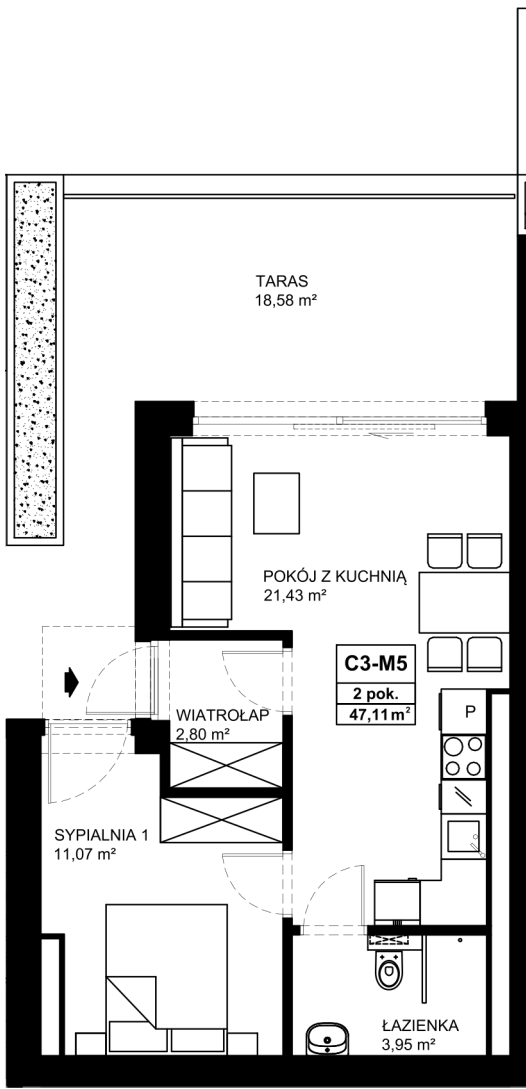 TARAS
18,58 m²
POKÓJ Z KUCHNIĄ
21,43 m²
C3-M5
2 pok.
47,11 m²
P
WIATROŁAP
2,80 m²
SYPIALNIA 1
11,07 m²
ŁAZIENKA
3,95 m²